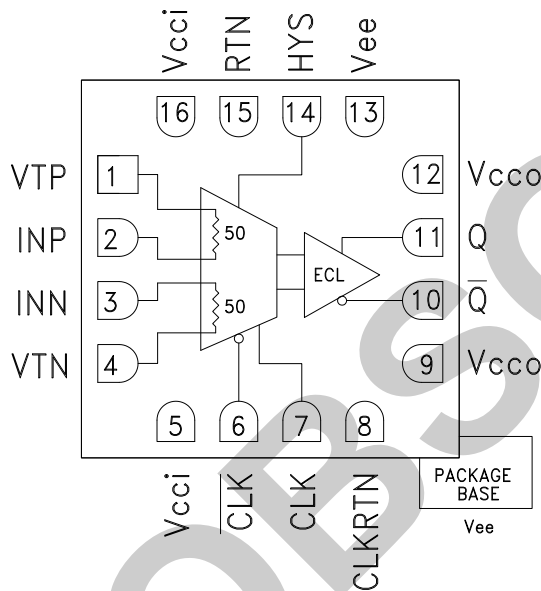 Vcci RTN HYS Vee
16 15 14 13
VTP 1 12 Vcco
50
INP 2 11 Q
ECL
INN 3 10 Q̅
50
VTN 4 9 Vcco
5 6 7 8
Vcci C̅L̅K̅ CLK CLKRTN
PACKAGE
BASE
Vee
OBSO